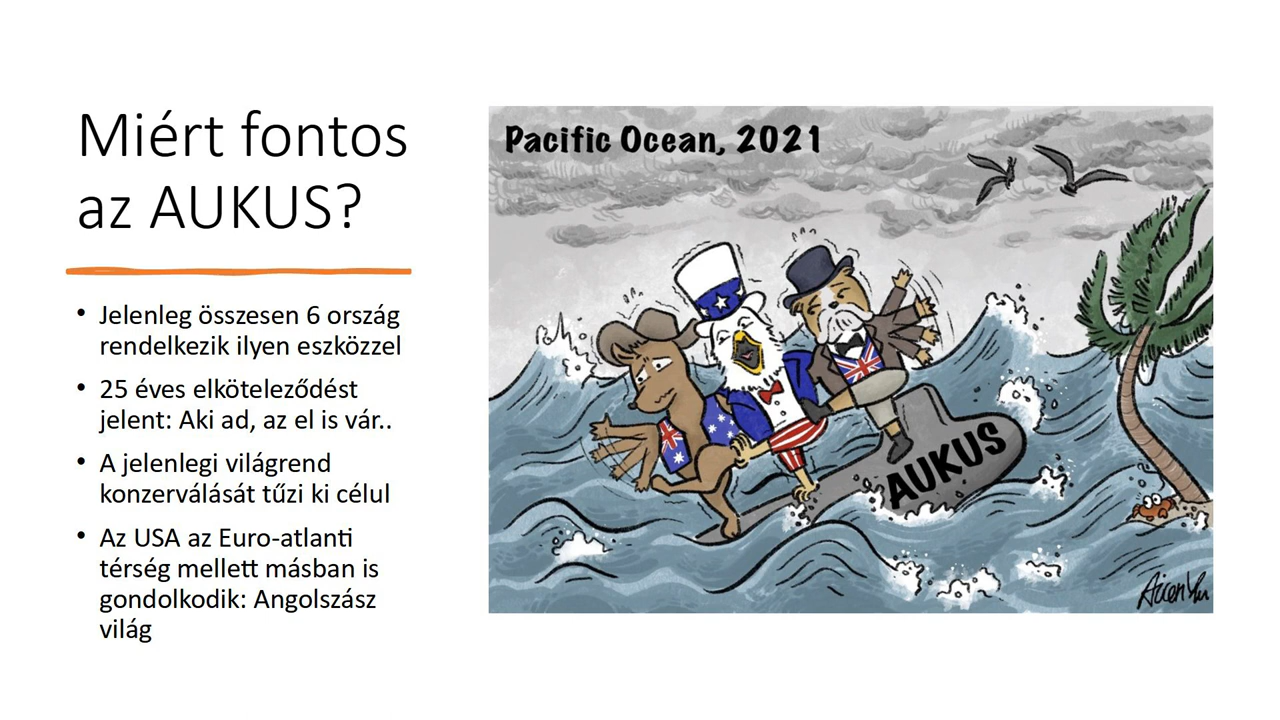 Miért fontos
az AUKUS?
• Jelenleg összesen 6 ország
rendelkezik ilyen eszközzel
• 25 éves elköteleződést
jelent: Aki ad, az el is vár..
• A jelenlegi világrend
konzerválását tűzi ki célul
• Az USA az Euro-atlanti
térség mellett másban is
gondolkodik: Angolszász
világ
Pacific Ocean, 2021
AUKUS